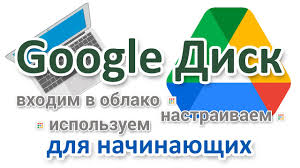 Google Диск
входим в облако
настраиваем
используем
для начинающих